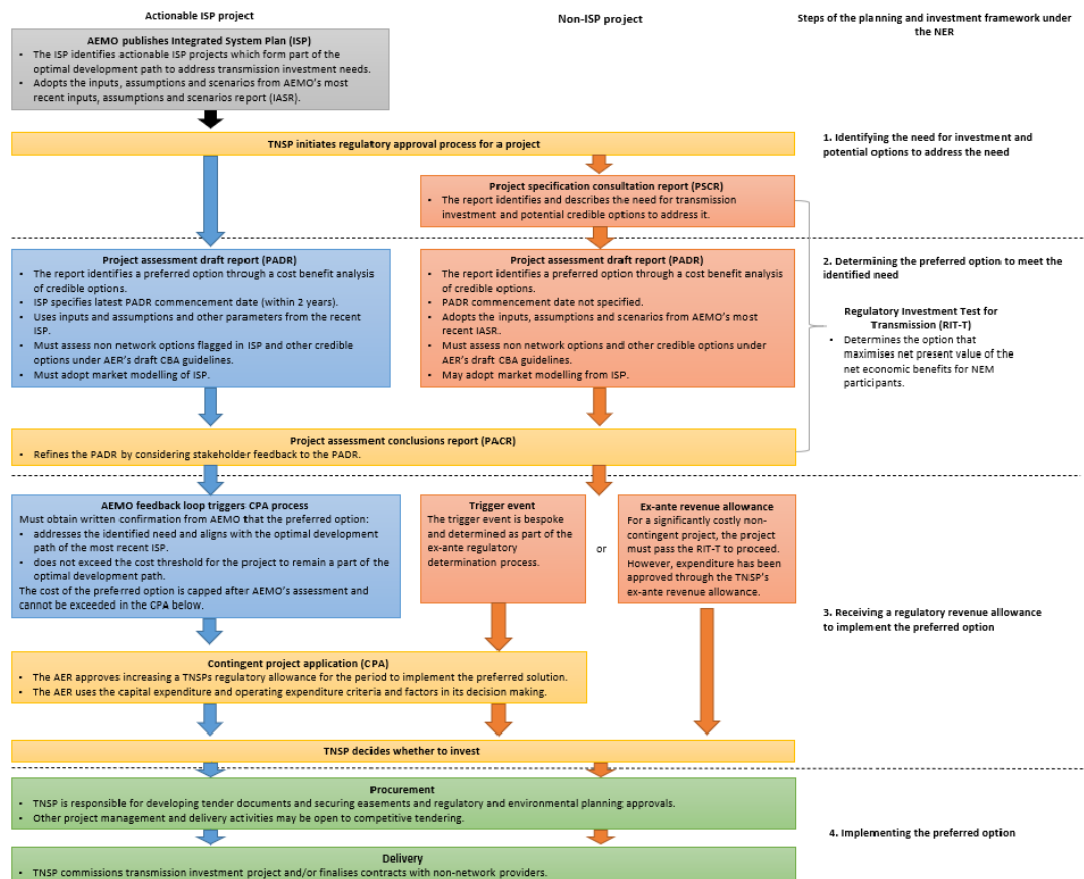 Actionable ISP project
Non-ISP project
Steps of the planning and investment framework under
the NER
AEMO publishes Integrated System Plan (ISP)
• The ISP identifies actionable ISP projects which form part of the
optimal development path to address transmission investment needs.
• Adopts the inputs, assumptions and scenarios from AEMO's most
recent inputs, assumptions and scenarios report (IASR).
TNSP initiates regulatory approval process for a project
1. Identifying the need for investment and
potential options to address the need
Project specification consultation report (PSCR)
• The report identifies and describes the need for transmission
investment and potential credible options to address it.
Project assessment draft report (PADR)
• The report identifies a preferred option through a cost benefit analysis
of credible options.
• ISP specifies latest PADR commencement date (within 2 years).
• Uses inputs and assumptions and other parameters from the recent
ISP.
• Must assess non network options flagged in ISP and other credible
options under AER's draft CBA guidelines.
• Must adopt market modelling of ISP.
Project assessment draft report (PADR)
• The report identifies a preferred option through a cost benefit analysis
of credible options.
• PADR commencement date not specified.
• Adopts the inputs, assumptions and scenarios from AEMO's most
recent IASR.
• Must assess non network options and other credible options under
AER's draft CBA guidelines.
• May adopt market modelling from ISP.
2. Determining the preferred option to meet the
identified need
Regulatory Investment Test for
Transmission (RIT-T)
• Determines the option that
maximises net present value of the
net economic benefits for NEM
participants.
Project assessment conclusions report (PACR)
• Refines the PADR by considering stakeholder feedback to the PADR.
AEMO feedback loop triggers CPA process
Must obtain written confirmation from AEMO that the preferred option:
• addresses the identified need and aligns with the optimal development
path of the most recent ISP.
• does not exceed the cost threshold for the project to remain a part of the
optimal development path.
The cost of the preferred option is capped after AEMO's assessment and
cannot be exceeded in the CPA below.
Trigger event
The trigger event is bespoke
and determined as part of the
ex-ante regulatory
determination process.
or
Ex-ante revenue allowance
For a significantly costly non-
contingent project, the project
must pass the RIT-T to proceed.
However, expenditure has been
approved through the TNSP's
ex-ante revenue allowance.
3. Receiving a regulatory revenue allowance
to implement the preferred option
Contingent project application (CPA)
• The AER approves increasing a TNSPs regulatory allowance for the period to implement the preferred solution.
• The AER uses the capital expenditure and operating expenditure criteria and factors in its decision making.
TNSP decides whether to invest
Procurement
• TNSP is responsible for developing tender documents and securing easements and regulatory and environmental planning approvals.
• Other project management and delivery activities may be open to competitive tendering.
4. Implementing the preferred option
Delivery
• TNSP commissions transmission investment project and/or finalises contracts with non-network providers.